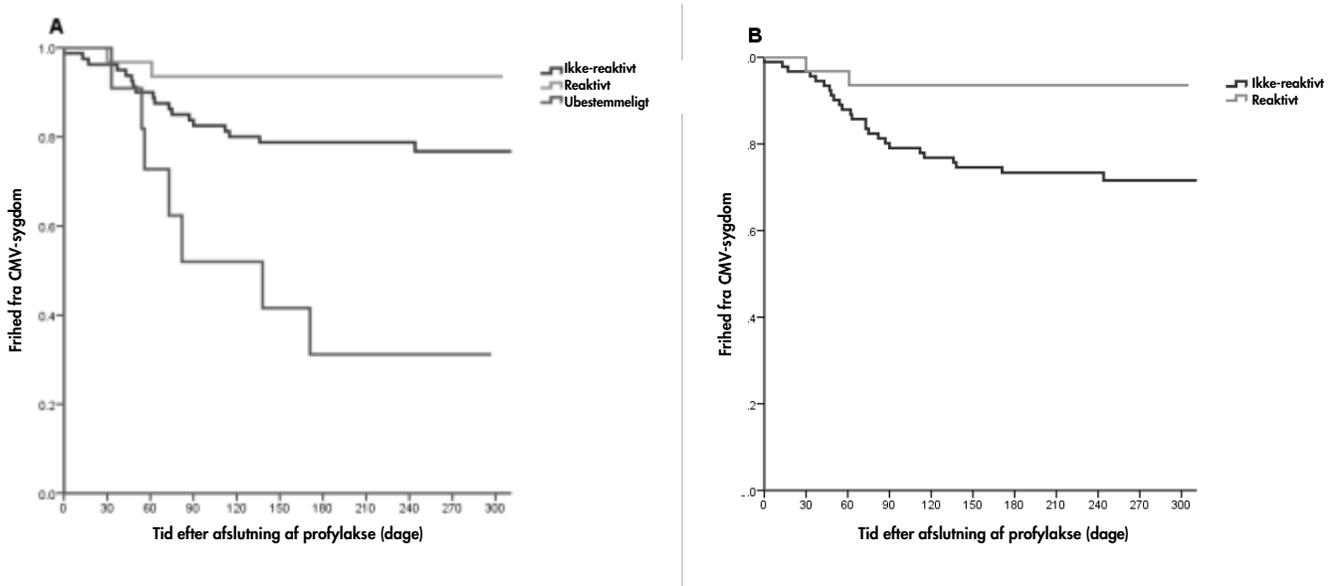 A
1.0
0.8
0.6
0.4
0.2
0.0
0 30 60 90 120 150 180 210 240 270 300
Frihed fra CMV-sygdom
Tid efter afslutning af profylakse (dage)
Ikke-reaktivt
Reaktivt
Ubestemmeligt
B
.0
.8
.6
.4
.2
.0
0 30 60 90 120 150 180 210 240 270 300
Frihed fra CMV-sygdom
Tid efter afslutning af profylakse (dage)
Ikke-reaktivt
Reaktivt